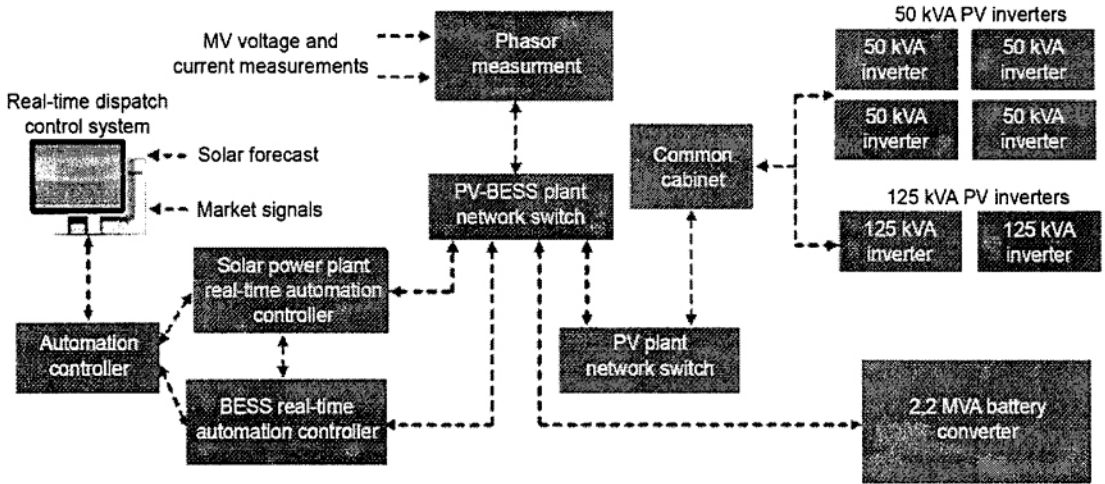 50 kVA PV inverters
MV voltage and
current measurements
Phasor
measurment
50 kVA
inverter
50 kVA
inverter
Real-time dispatch
control system
50 kVA
inverter
50 kVA
inverter
Solar forecast
Common
cabinet
PV-BESS plant
network switch
Market signals
125 kVA PV inverters
125 kVA
inverter
125 kVA
inverter
Solar power plant
real-time automation
controller
Automation
controller
PV plant
network switch
BESS real-time
automation controller
2,2 MVA battery
converter